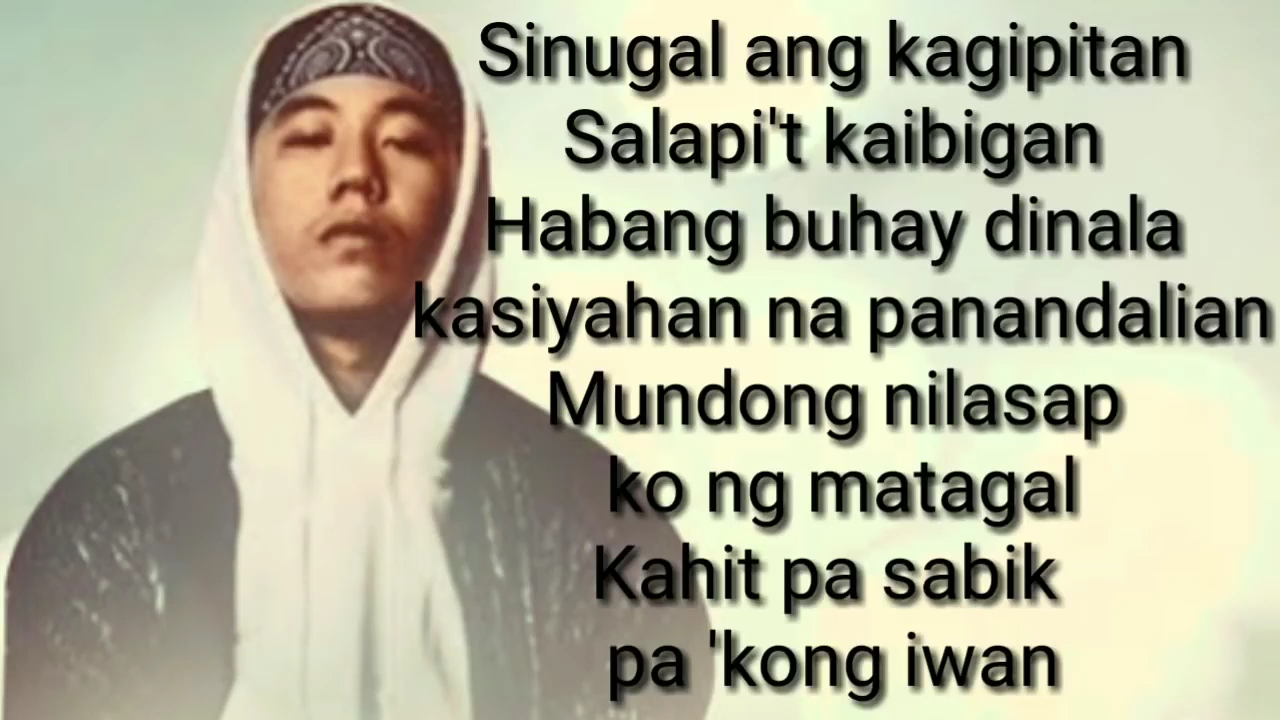 Sinugal ang kagipitan
Salapi't kaibigan
Habang buhay dinala
kasiyahan na panandalian
Mundong nilasap
ko ng matagal
Kahit pa sabik
pa 'kong iwan